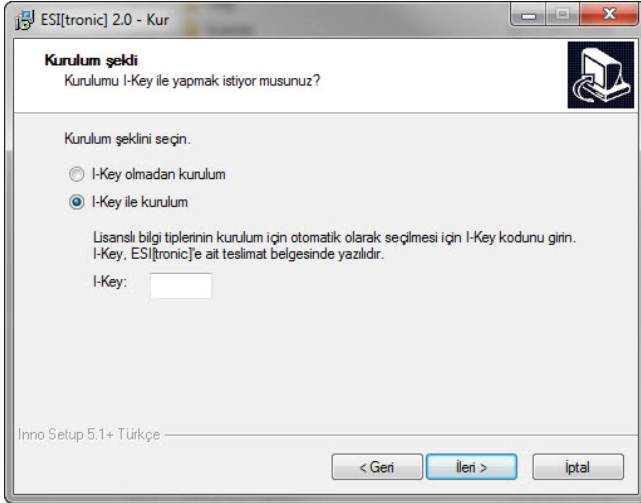 ESI[tronic] 2.0 - Kur
Kurulum şekli
Kurulumu I-Key ile yapmak istiyor musunuz?
Kurulum şeklini seçin.
I-Key olmadan kurulum
I-Key ile kurulum
Lisanslı bilgi tiplerinin kurulum için otomatik olarak seçilmesi için I-Key kodunu girin.
I-Key, ESI[tronic]'e ait teslimat belgesinde yazılıdır.
I-Key:
Inno Setup 5.1+ Türkçe
< Geri
İleri >
İptal